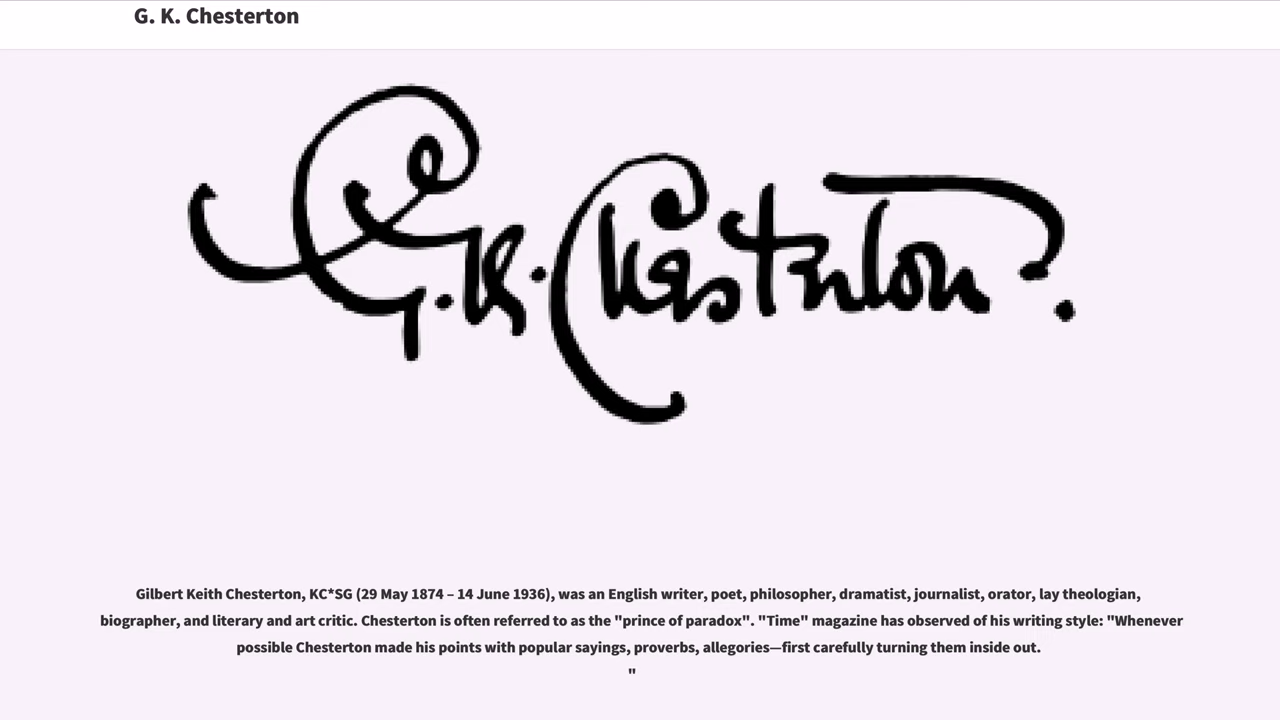 G. K. Chesterton
G.K. Chesterton.
Gilbert Keith Chesterton, KC*SG (29 May 1874 – 14 June 1936), was an English writer, poet, philosopher, dramatist, journalist, orator, lay theologian,
biographer, and literary and art critic. Chesterton is often referred to as the "prince of paradox". "Time" magazine has observed of his writing style: "Whenever
possible Chesterton made his points with popular sayings, proverbs, allegories—first carefully turning them inside out.
"